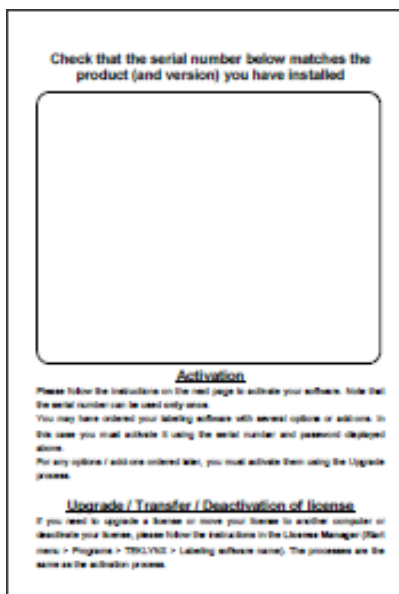 Check that the serial number below matches the
product (and version) you have installed
Activation
Please follow the instructions on the next page to activate your software. Note that
the serial number can be used only once.
You may have ordered your labeling software with several options or add-ons. In
this case you must activate it using the serial number and password displayed
above.
For any options / add-ons ordered later, you must activate them using the Upgrade
process.
Upgrade / Transfer / Deactivation of license
If you need to upgrade a license or move your license to another computer or
deactivate your license, please follow the instructions in the License Manager (Start
menu > Programs > TEKLYNX > Labeling software name). The processes are the
same as the activation process.